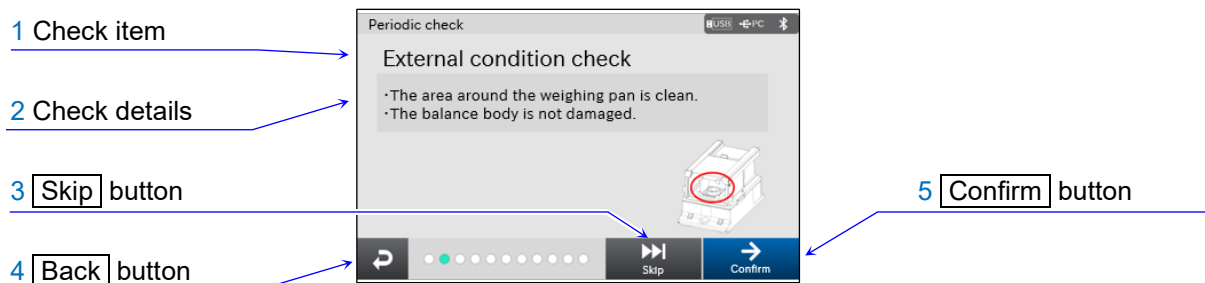 1 Check item
2 Check details
3 Skip button
4 Back button
Periodic check
USB PC
External condition check
·The area around the weighing pan is clean.
·The balance body is not damaged.
Skip
Confirm
5 Confirm button